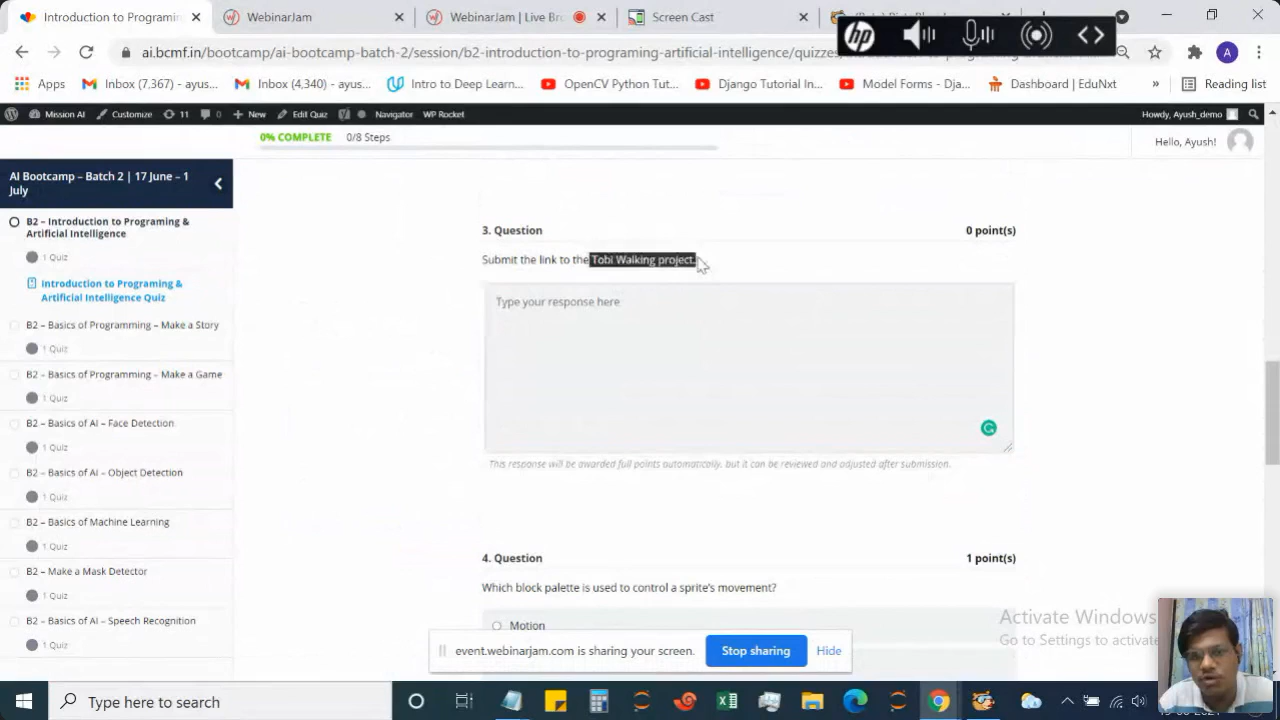 Introduction to Programin
WebinarJam
WebinarJam | Live Br
Screen Cast
ai.ucmf.in/bootcamp/ai-bootcamp-batch-2/session/b2-introduction-to-programing-artificial-intelligence/quizzes/
A
Apps
Inbox (7,367) - ayus...
Inbox (4,340) - ayus...
Intro to Deep Learn...
OpenCV Python Tut...
Django Tutorial In...
Model Forms - Dja...
Dashboard | EduNxt
»
Reading list
hp
Mission AI
Customize
11
0
New
Edit Quiz
Navigator
WP Rocket
Howdy, Ayush_demo
0% COMPLETE
0/8 Steps
Hello, Ayush!
AI Bootcamp – Batch 2 | 17 June – 1
July
B2 – Introduction to Programing &
Artificial Intelligence
1 Quiz
Introduction to Programing &
Artificial Intelligence Quiz
B2 – Basics of Programming – Make a Story
1 Quiz
B2 – Basics of Programming – Make a Game
1 Quiz
B2 – Basics of AI – Face Detection
1 Quiz
B2 – Basics of AI – Object Detection
1 Quiz
B2 – Basics of Machine Learning
1 Quiz
B2 – Make a Mask Detector
1 Quiz
B2 – Basics of AI – Speech Recognition
1 Quiz
3. Question
0 point(s)
Submit the link to the Tobi Walking project.
Type your response here
This response will be awarded full points automatically, but it can be reviewed and adjusted after submission.
4. Question
1 point(s)
Which block palette is used to control a sprite's movement?
Motion
event.webinarjam.com is sharing your screen.
Stop sharing
Hide
Activate Windows
Go to Settings to activate
Type here to search